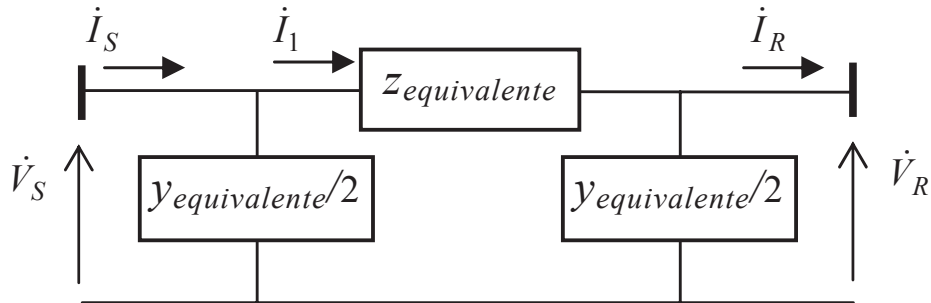 İ_S
İ_1
İ_R
z_equivalente
V̇_S
y_equivalente/2
y_equivalente/2
V̇_R